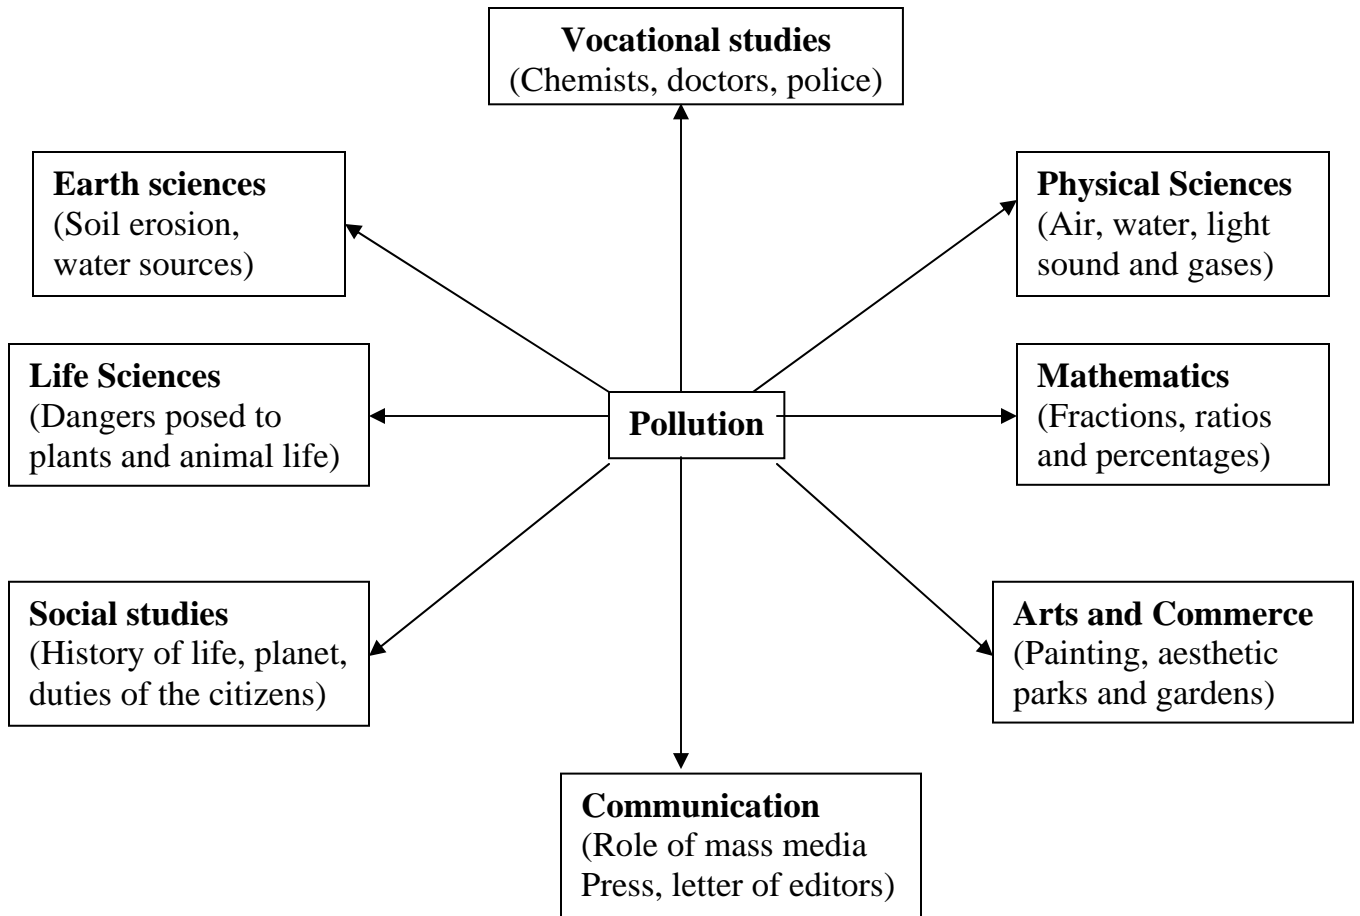 Vocational studies
(Chemists, doctors, police)
Earth sciences
(Soil erosion,
water sources)
Physical Sciences
(Air, water, light
sound and gases)
Life Sciences
(Dangers posed to
plants and animal life)
Pollution
Mathematics
(Fractions, ratios
and percentages)
Social studies
(History of life, planet,
duties of the citizens)
Arts and Commerce
(Painting, aesthetic
parks and gardens)
Communication
(Role of mass media
Press, letter of editors)